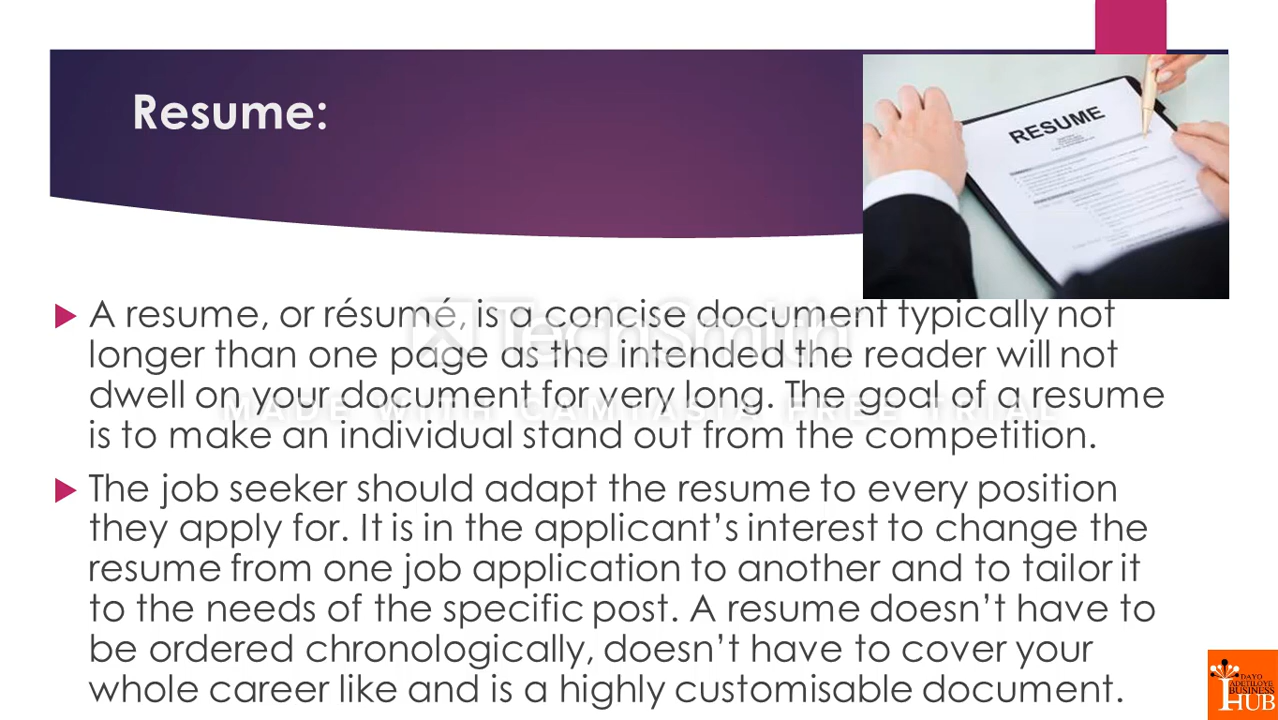 Resume:
RESUME
A resume, or résumé, is a concise document typically not
longer than one page as the intended the reader will not
dwell on your document for very long. The goal of a resume
is to make an individual stand out from the competition.
The job seeker should adapt the resume to every position
they apply for. It is in the applicant’s interest to change the
resume from one job application to another and to tailor it
to the needs of the specific post. A resume doesn’t have to
be ordered chronologically, doesn’t have to cover your
whole career like and is a highly customisable document.
TechSmith
MADE WITH CAMTASIA FREE TRIAL
DAYO
ADETILOYE
BUSINESS
HUB